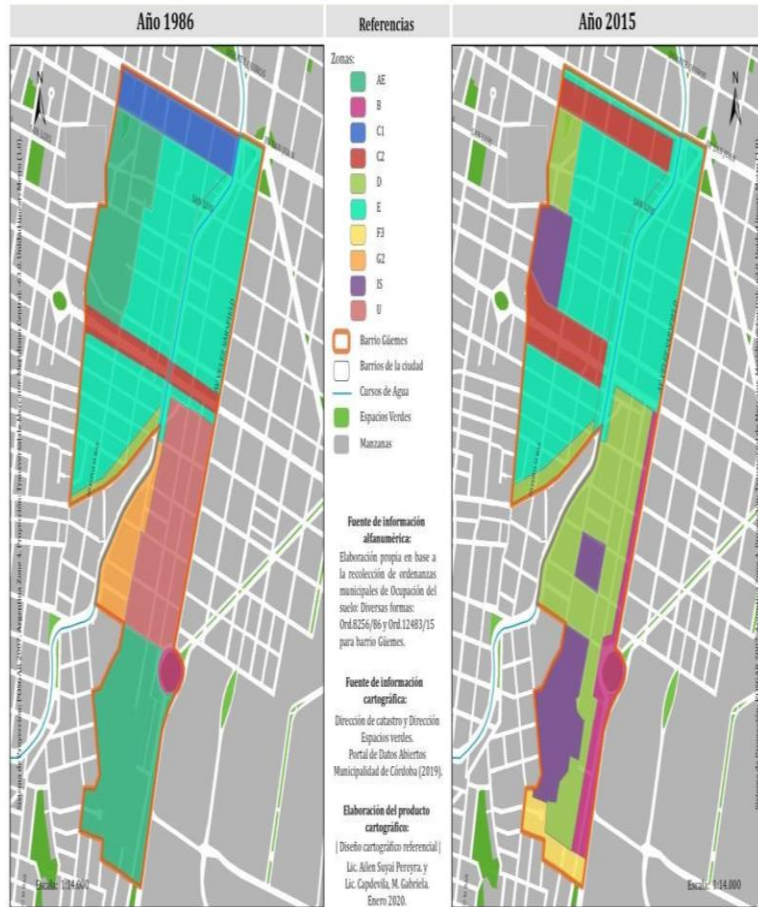 Año 1986
Referencias
Año 2015
N
Zonas:
AE
B
C1
C2
D
E
F3
G2
IS
U
Barrio Güemes
Barrios de la ciudad
Cursos de Agua
Espacios Verdes
Manzanas
Fuente de información
alfanumérica:
Elaboración propia en base a
la recolección de ordenanzas
municipales de Ocupación del
suelo: Diversas formas:
Ord.8256/86 y Ord.12483/15
para barrio Güemes.
Fuente de información
cartográfica:
Dirección de catastro y Dirección
Espacios verdes.
Portal de Datos Abiertos
Municipalidad de Córdoba (2019).
Elaboración del producto
cartográfico:
| Diseño cartográfico referencial |
Lic. Ailen Suyai Pereyra. y
Lic. Capdevila, M. Gabriela.
Enero 2020.
Escala: 1:14.000
N
Escala: 1:14.000